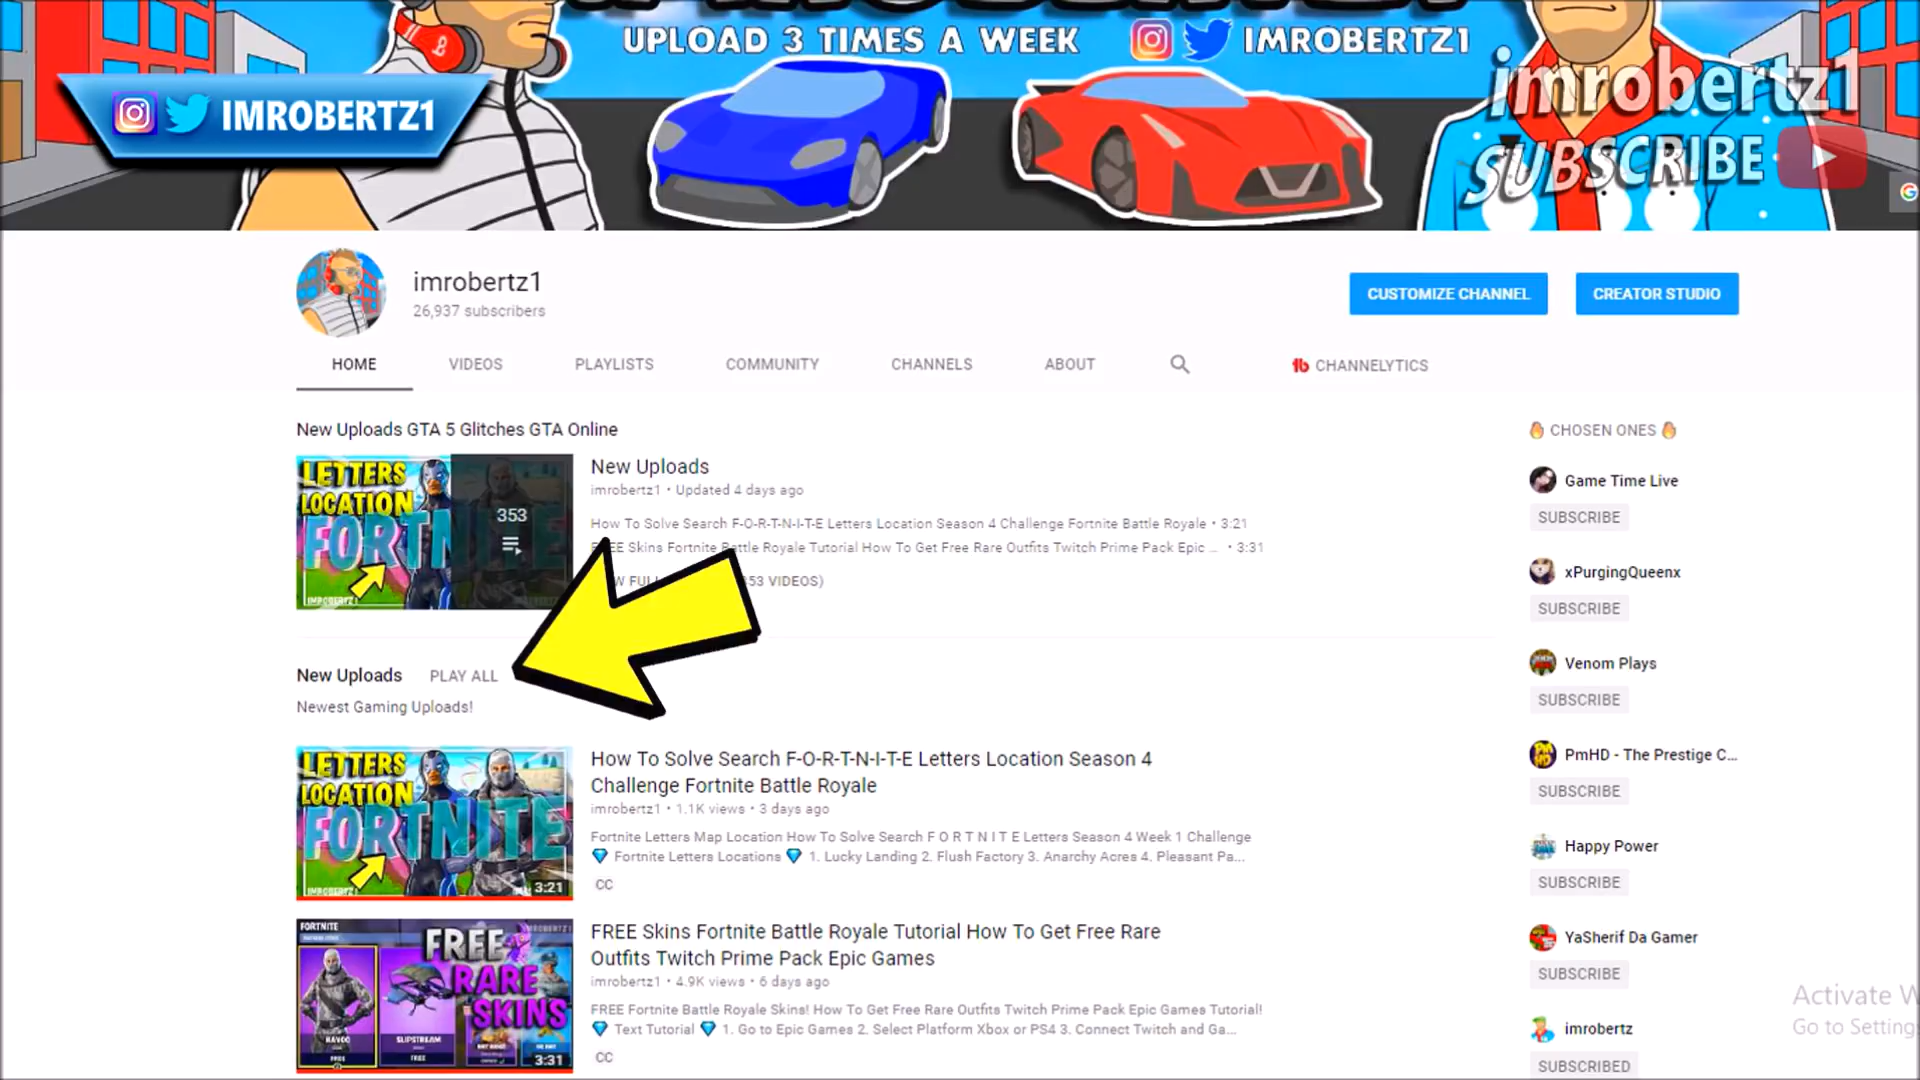 UPLOAD 3 TIMES A WEEK
IMROBERTZ1
IMROBERTZ1
imrobertz1
SUBSCRIBE
imrobertz1
26,937 subscribers
CUSTOMIZE CHANNEL
CREATOR STUDIO
HOME VIDEOS PLAYLISTS COMMUNITY CHANNELS ABOUT
CHANNELYTICS
New Uploads GTA 5 Glitches GTA Online
LETTERS
LOCATION
353
IMROBERTZ1
New Uploads
imrobertz1 • Updated 4 days ago
How To Solve Search F-O-R-T-N-I-T-E Letters Location Season 4 Challenge Fortnite Battle Royale • 3:21
Skins Fortnite Battle Royale Tutorial How To Get Free Rare Outfits Twitch Prime Pack Epic ... • 3:31
VIDEOS)
New Uploads PLAY ALL
Newest Gaming Uploads!
LETTERS
LOCATION
FORTNITE
IMROBERTZ1
3:21
How To Solve Search F-O-R-T-N-I-T-E Letters Location Season 4
Challenge Fortnite Battle Royale
imrobertz1 • 1.1K views • 3 days ago
Fortnite Letters Map Location How To Solve Search F O R T N I T E Letters Season 4 Week 1 Challenge
💎 Fortnite Letters Locations 💎 1. Lucky Landing 2. Flush Factory 3. Anarchy Acres 4. Pleasant Pa...
CC
FORTNITE
FREE
RARE
SKINS
HAVOC
FREE
SLIPSTREAM
FREE
3:31
FREE Skins Fortnite Battle Royale Tutorial How To Get Free Rare
Outfits Twitch Prime Pack Epic Games
imrobertz1 • 4.9K views • 6 days ago
FREE Fortnite Battle Royale Skins! How To Get Free Rare Outfits Twitch Prime Pack Epic Games Tutorial!
💎 Text Tutorial 💎 1. Go to Epic Games 2. Select Platform Xbox or PS4 3. Connect Twitch and Ga...
CC
CHOSEN ONES
Game Time Live
SUBSCRIBE
xPurgingQueenx
SUBSCRIBE
Venom Plays
SUBSCRIBE
PmHD - The Prestige C...
SUBSCRIBE
Happy Power
SUBSCRIBE
YaSherif Da Gamer
SUBSCRIBE
imrobertz
SUBSCRIBED
Activate W
Go to Settings